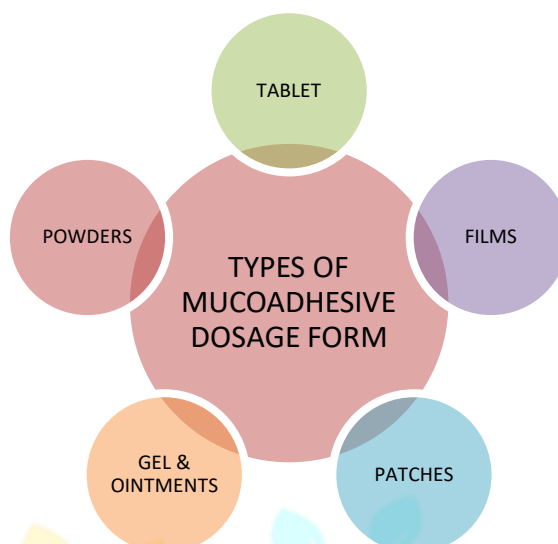 TABLET
POWDERS
FILMS
TYPES OF
MUCOADHESIVE
DOSAGE FORM
GEL &
OINTMENTS
PATCHES